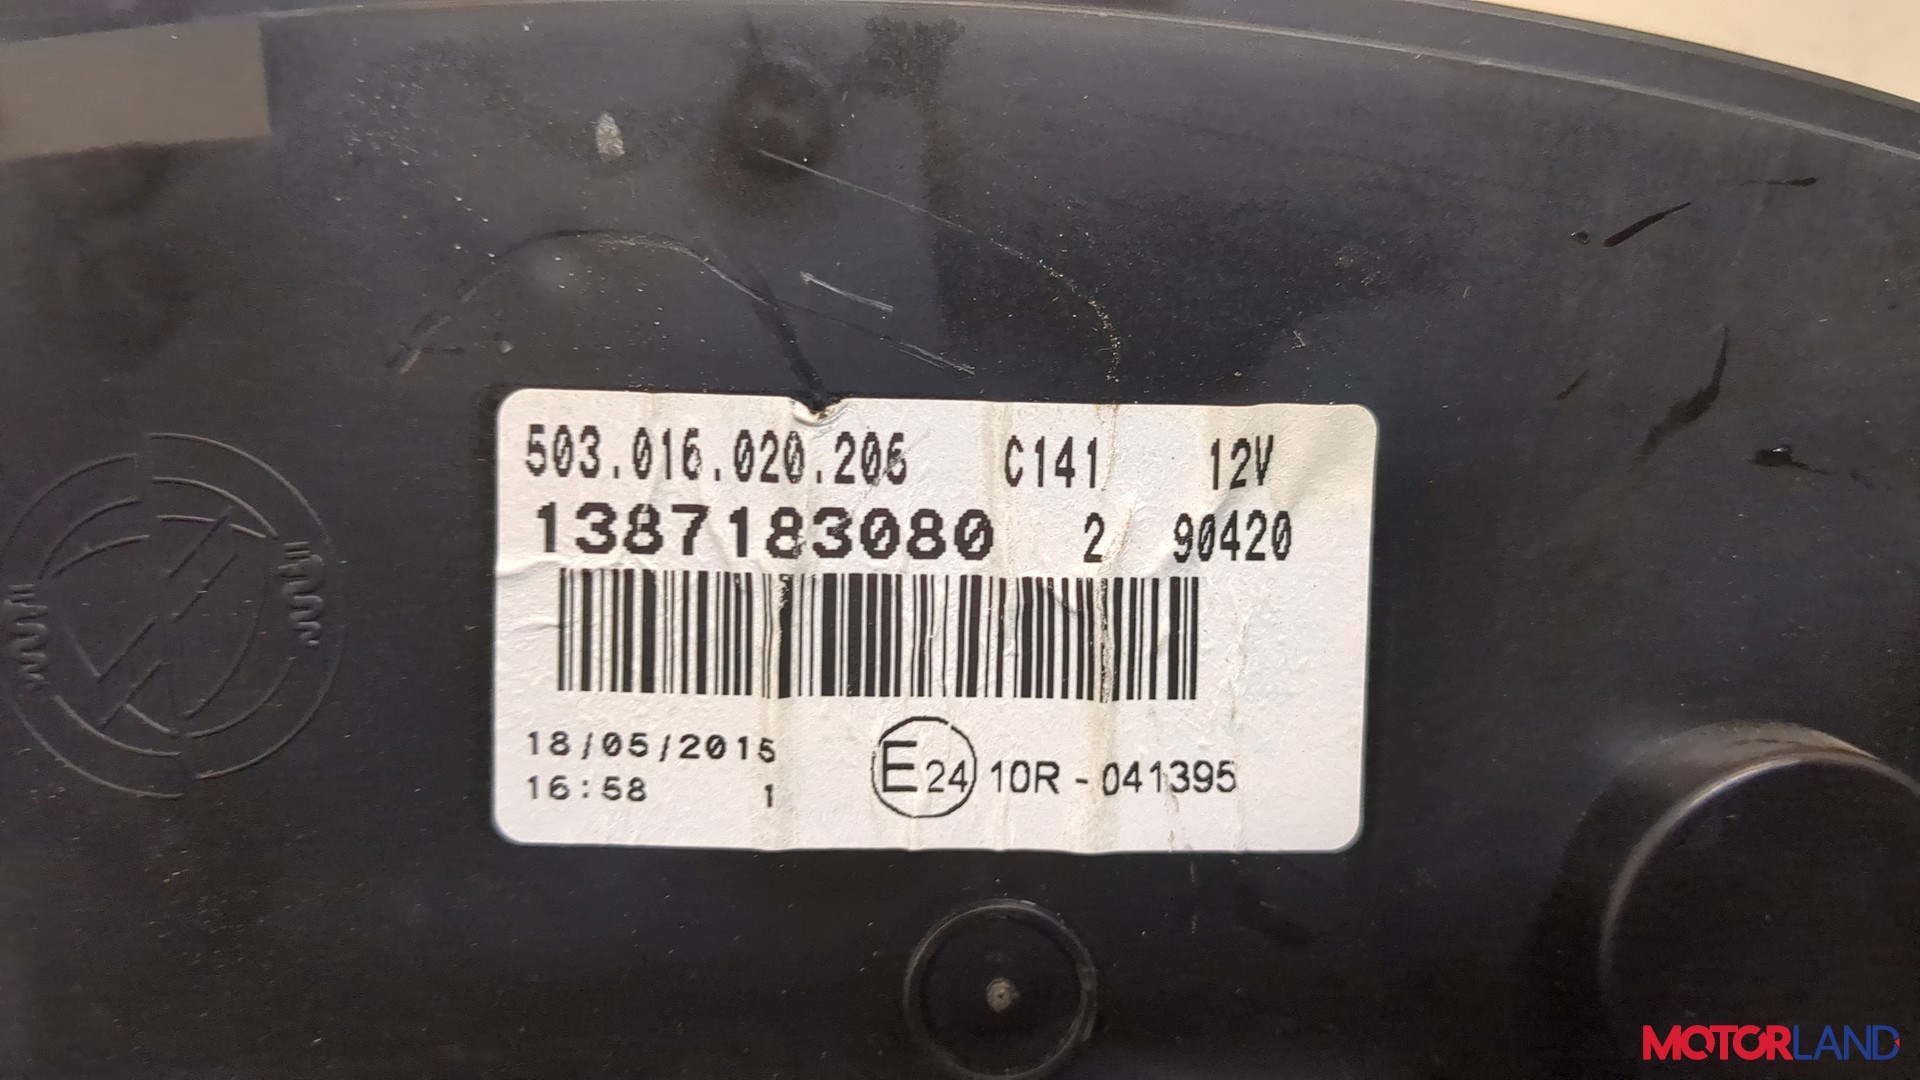 503.016.020.206 C141 12V
1387183080 2 90420
18/05/2015
16:58 1
E24 10R - 041395
MOTORLAND